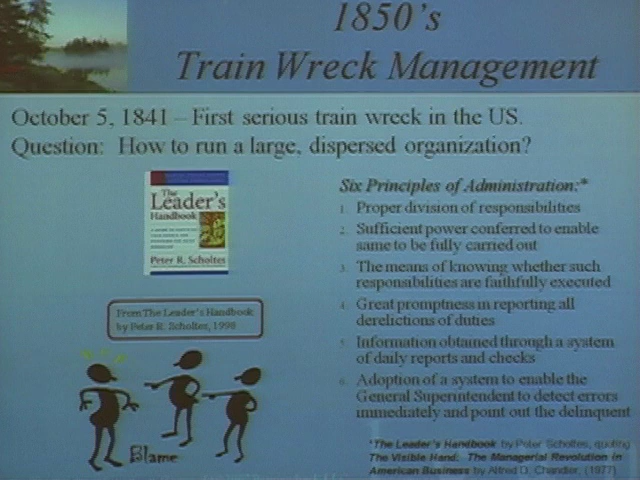 1850's
Train Wreck Management
October 5, 1841 – First serious train wreck in the US.
Question: How to run a large, dispersed organization?
The
Leader's
Handbook
Peter R. Scholtes
From The Leader's Handbook
by Peter R. Scholtes, 1998
Blame
Six Principles of Administration:*
1. Proper division of responsibilities
2. Sufficient power conferred to enable
same to be fully carried out
3. The means of knowing whether such
responsibilities are faithfully executed
4. Great promptness in reporting all
derelictions of duties
5. Information obtained through a system
of daily reports and checks
6. Adoption of a system to enable the
General Superintendent to detect errors
immediately and point out the delinquent
*The Leader's Handbook by Peter Scholtes, quoting
The Visible Hand: The Managerial Revolution in
American Business by Alfred D. Chandler, (1977)